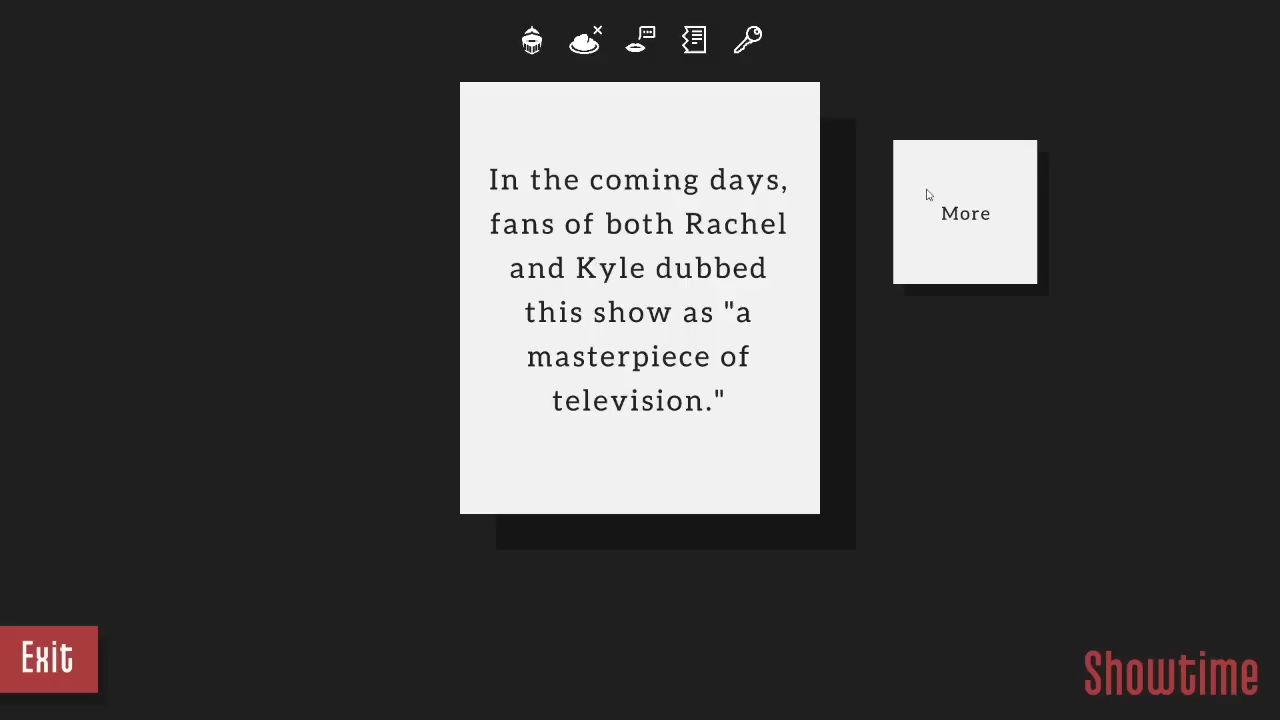 In the coming days,
fans of both Rachel
and Kyle dubbed
this show as "a
masterpiece of
television."
More
Exit
Showtime